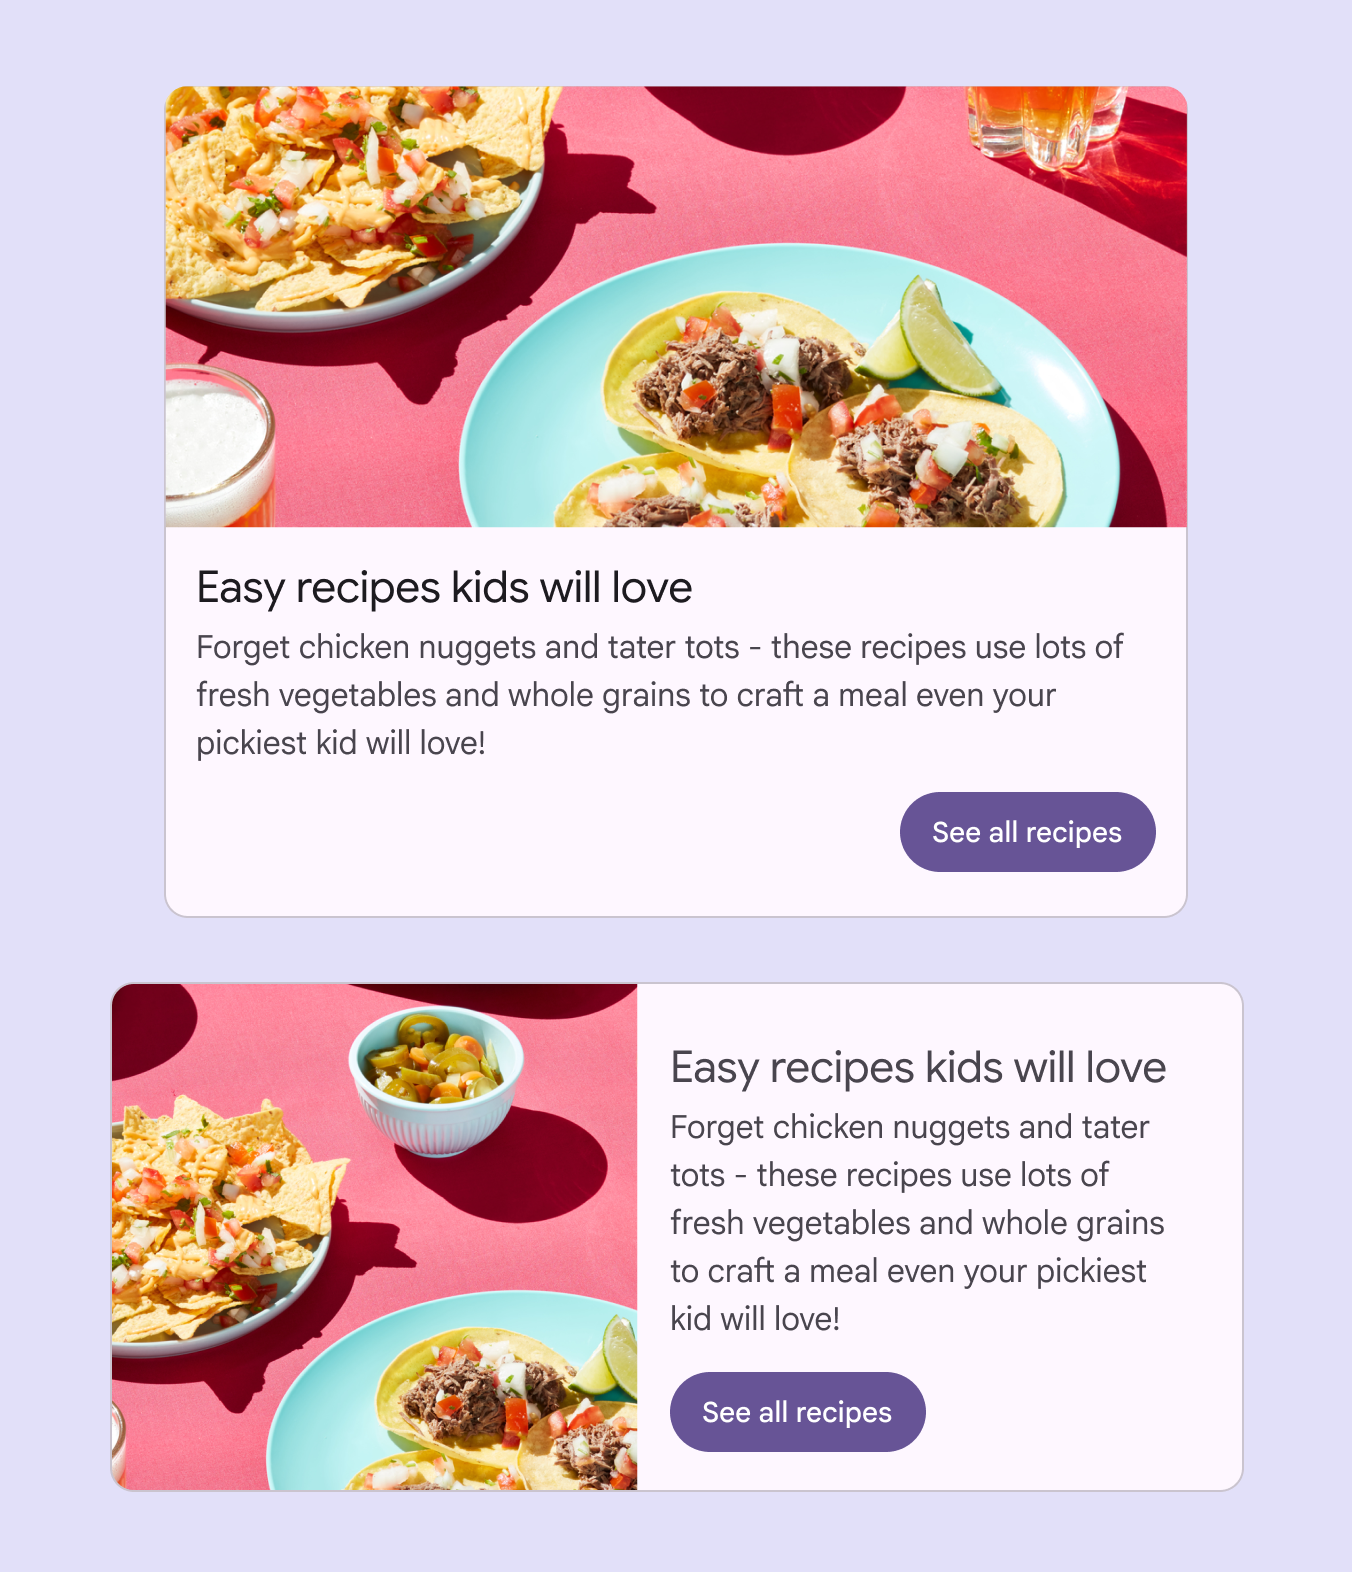 Easy recipes kids will love
Forget chicken nuggets and tater tots - these recipes use lots of
fresh vegetables and whole grains to craft a meal even your
pickiest kid will love!
See all recipes
Easy recipes kids will love
Forget chicken nuggets and tater
tots - these recipes use lots of
fresh vegetables and whole grains
to craft a meal even your pickiest
kid will love!
See all recipes